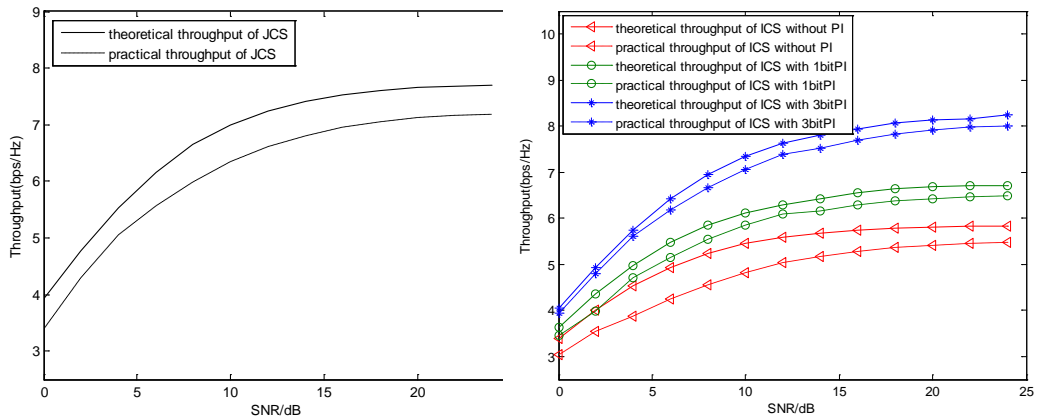 9
8
7
6
5
4
3
0
5
10
15
20
Throughput(bps/Hz)
SNR/dB
theoretical throughput of JCS
practical throughput of JCS
10
9
8
7
6
5
4
3
0
5
10
15
20
25
Throughput(bps/Hz)
SNR/dB
theoretical throughput of ICS without PI
practical throughput of ICS without PI
theoretical throughput of ICS with 1bitPI
practical throughput of ICS with 1bitPI
theoretical throughput of ICS with 3bitPI
practical throughput of ICS with 3bitPI